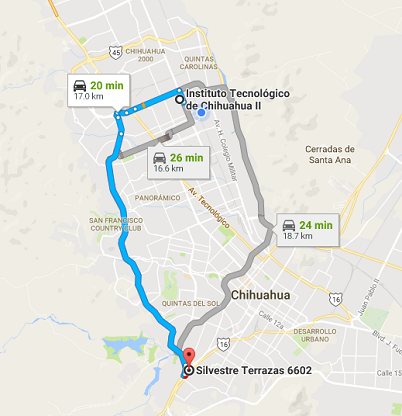 45
CHIHUAHUA
2000
QUINTAS
CAROLINAS
20 min
17.0 km
Instituto Tecnológico
de Chihuahua II
Av. H. Colegio Militar
Cerradas de
Santa Ana
26 min
16.6 km
PANORÁMICO
Av. Tecnológico
SAN FRANCISCO
COUNTRY CLUB
24 min
18.7 km
Juan Pablo II
QUINTAS DEL SOL
Chihuahua
16
Calle 12a
DESARROLLO
URBANO
Blvd.
16
Silvestre Terrazas 6602
Calle 15